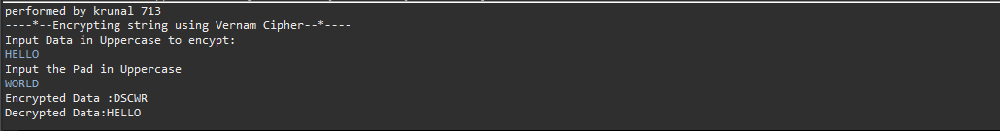 performed by krunal 713
----*--Encrypting string using Vernam Cipher--*----
Input Data in Uppercase to encypt:
HELLO
Input the Pad in Uppercase
WORLD
Encrypted Data :DSCWR
Decrypted Data:HELLO